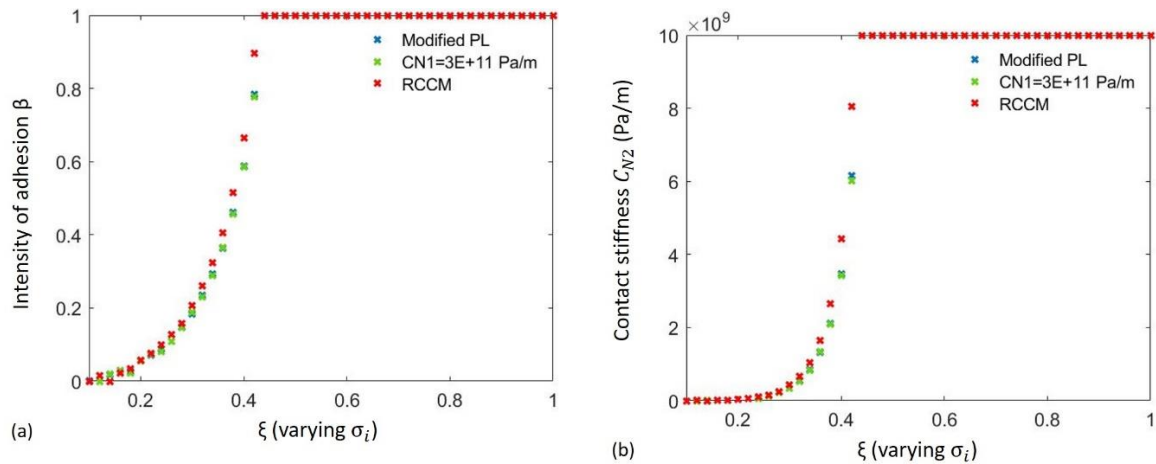 1
0.8
0.6
0.4
0.2
0
0.2
0.4
0.6
0.8
1
Intensity of adhesion β
ξ (varying σᵢ)
Modified PL
CN1=3E+11 Pa/m
RCCM
(a)
×10⁹
10
8
6
4
2
0
0.2
0.4
0.6
0.8
1
Contact stiffness C_{N2} (Pa/m)
ξ (varying σᵢ)
Modified PL
CN1=3E+11 Pa/m
RCCM
(b)